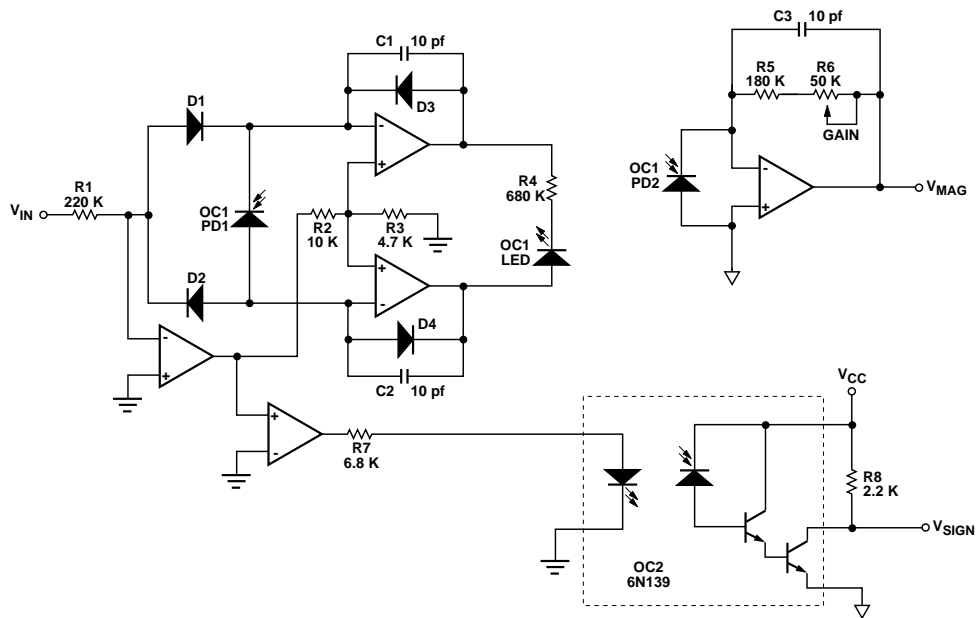 C1 10 pf
D3
D1
V_IN
R1
220 K
OC1
PD1
R2
10 K
R3
4.7 K
R4
680 K
OC1
LED
D2
D4
C2 10 pf
R7
6.8 K
C3 10 pf
R5
180 K
R6
50 K
GAIN
OC1
PD2
V_MAG
V_CC
R8
2.2 K
V_SIGN
OC2
6N139
- + + - - + + - - +